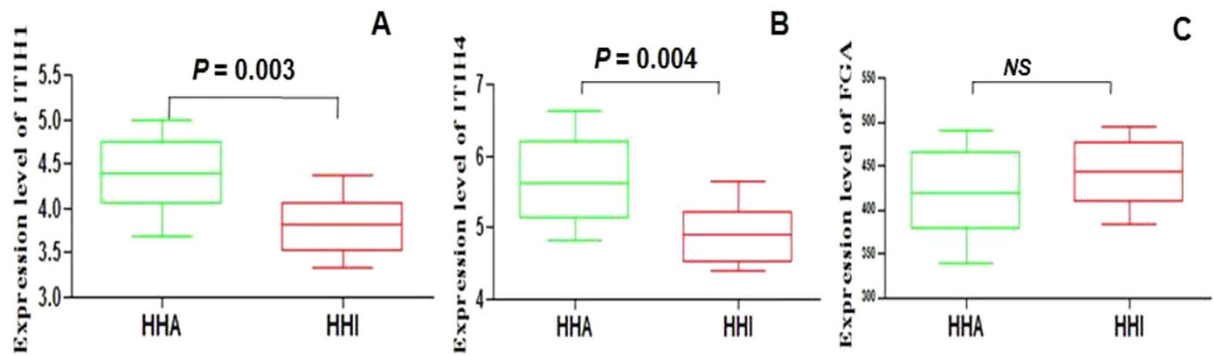 A
Expression level of ITIH1
P = 0.003
5.5
5.0
4.5
4.0
3.5
3.0
HHA HHI
B
Expression level of ITIH4
P = 0.004
7
6
5
4
HHA HHI
C
Expression level of FGA
NS
550
500
450
400
350
300
HHA HHI